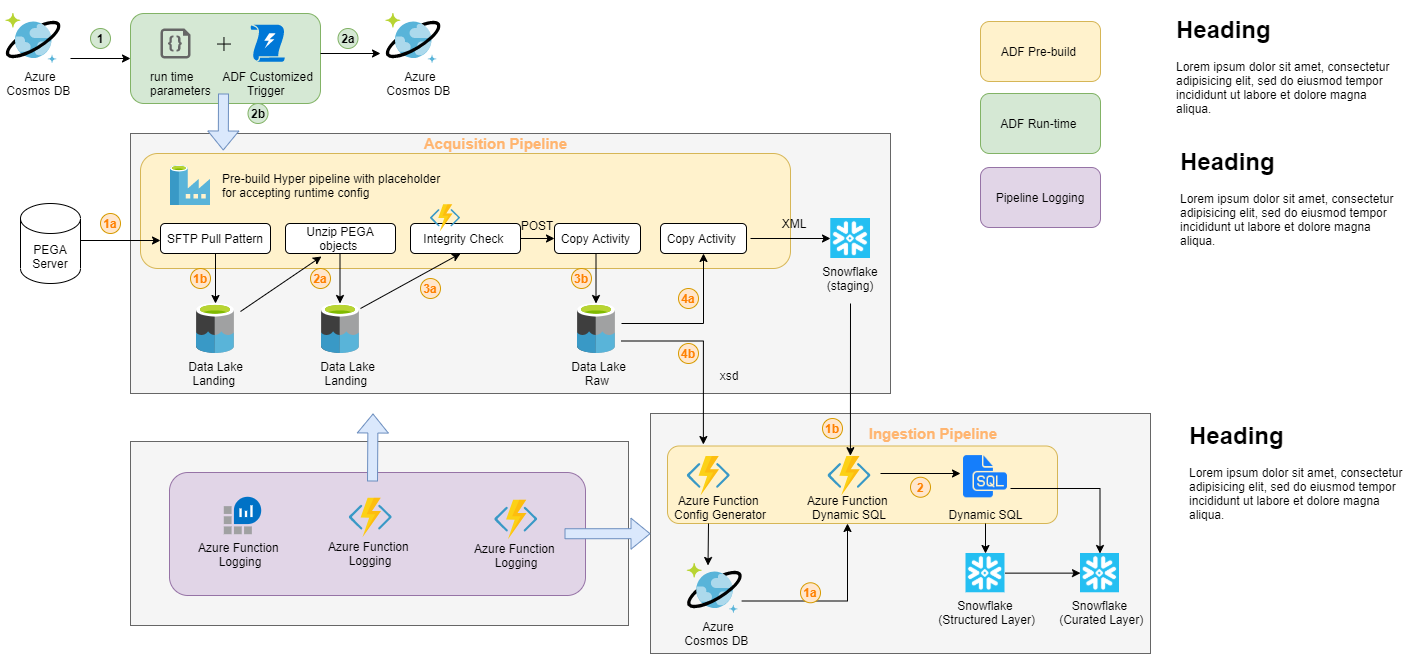 1
2a
Azure
Cosmos DB
{}
+
run time
parameters
ADF Customized
Trigger
Azure
Cosmos DB
2b
ADF Pre-build
ADF Run-time
Pipeline Logging
Heading
Lorem ipsum dolor sit amet, consectetur
adipisicing elit, sed do eiusmod tempor
incididunt ut labore et dolore magna
aliqua.
Heading
Lorem ipsum dolor sit amet, consectetur
adipisicing elit, sed do eiusmod tempor
incididunt ut labore et dolore magna
aliqua.
Acquisition Pipeline
Pre-build Hyper pipeline with placeholder
for accepting runtime config
PEGA
Server
1a
SFTP Pull Pattern
Unzip PEGA
objects
Integrity Check
POST
Copy Activity
Copy Activity
XML
Snowflake
(staging)
1b
2a
3a
3b
4a
4b
Data Lake
Landing
Data Lake
Landing
Data Lake
Raw
xsd
1b
Ingestion Pipeline
Azure Function
Config Generator
Azure Function
Dynamic SQL
2
SQL
Dynamic SQL
Azure
Cosmos DB
1a
Snowflake
(Structured Layer)
Snowflake
(Curated Layer)
Azure Function
Logging
Azure Function
Logging
Azure Function
Logging
Heading
Lorem ipsum dolor sit amet, consectetur
adipisicing elit, sed do eiusmod tempor
incididunt ut labore et dolore magna
aliqua.